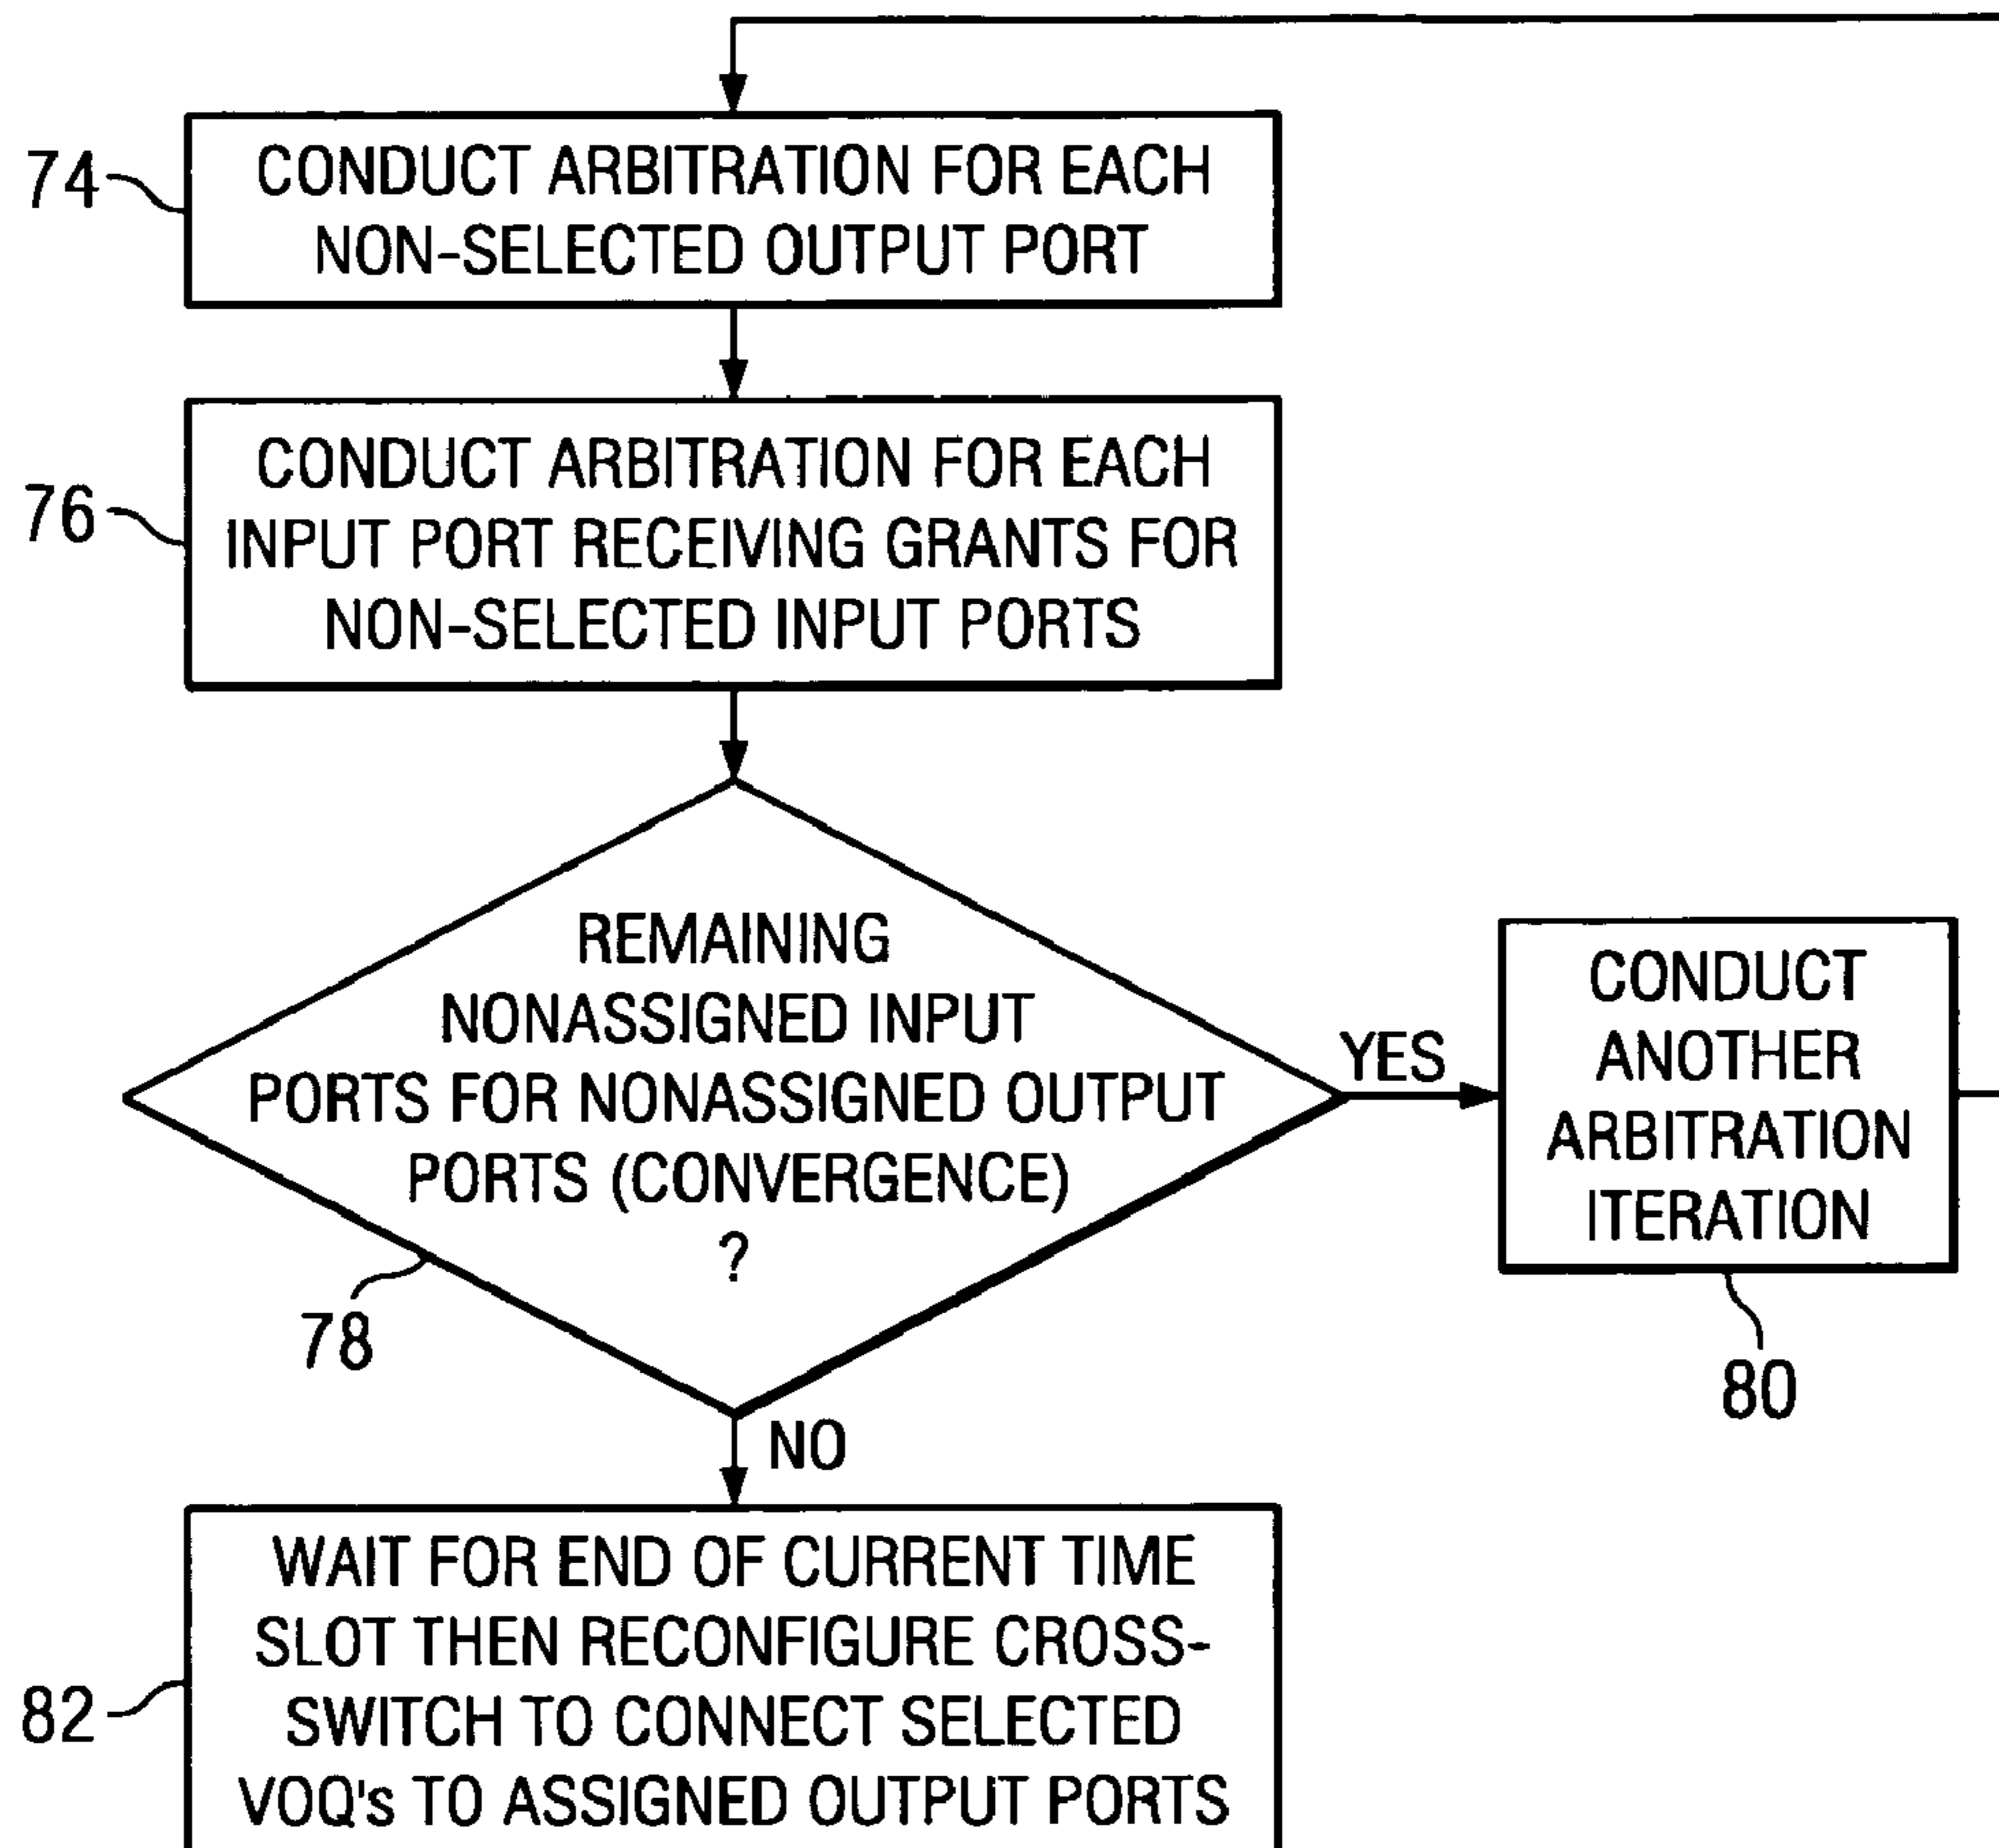 74
CONDUCT ARBITRATION FOR EACH
NON-SELECTED OUTPUT PORT
76
CONDUCT ARBITRATION FOR EACH
INPUT PORT RECEIVING GRANTS FOR
NON-SELECTED INPUT PORTS
REMAINING
NONASSIGNED INPUT
PORTS FOR NONASSIGNED OUTPUT
PORTS (CONVERGENCE)
?
78
YES
CONDUCT
ANOTHER
ARBITRATION
ITERATION
80
NO
82
WAIT FOR END OF CURRENT TIME
SLOT THEN RECONFIGURE CROSS-
SWITCH TO CONNECT SELECTED
VOQ's TO ASSIGNED OUTPUT PORTS